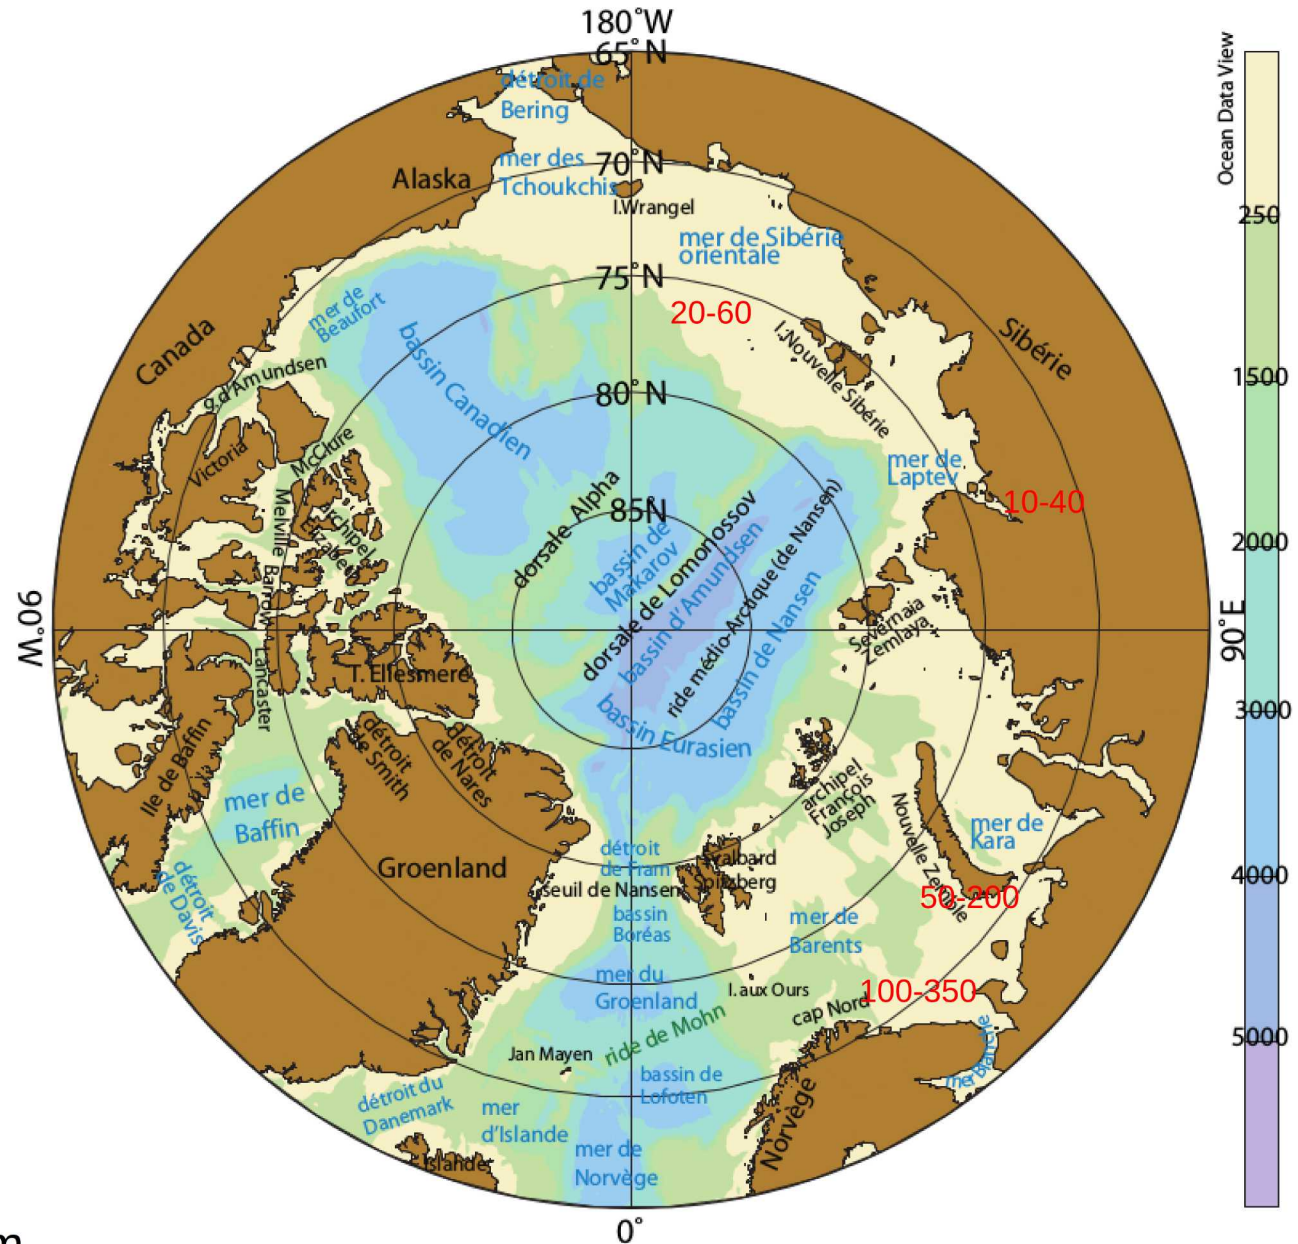 180°W
65°N
détroit de
Bering
mer des
Tchoukchis
70°N
Alaska
I.Wrangel
mer de Sibérie
orientale
75°N
20-60
mer de
Beaufort
Canada
Sibérie
I. Nouvelle Sibérie
g.d'Amundsen
bassin Canadien
80°N
Victoria
McClure
mer de
Laptev
10-40
Melville
archipel
Elizabeth
dorsale Alpha
85°N
bassin de
Makarov
dorsale de Lomonossov
bassin d'Amundsen
ride médio-Arctique (de Nansen)
bassin de Nansen
Barrow
Severnaia
Zemlaya
90°W
90°E
Lancaster
T. Ellesmere
bassin Eurasien
détroit
de Smith
détroit
de Nares
Ile de Baffin
mer de
Baffin
archipel
François
Joseph
Nouvelle Zemble
mer de
Kara
détroit
de Davis
Groenland
détroit
de Fram
seuil de Nansen
Svalbard
Spitzberg
50-200
bassin
Boréas
mer de
Barents
mer du
Groenland
I.aux Ours
100-350
cap Nord
ride de Mohn
Jan Mayen
mer Blanche
bassin de
Lofoten
détroit du
Danemark
mer
d'Islande
Norvège
Islande
mer de
Norvège
0°
Ocean Data View
250
1500
2000
3000
4000
5000
m